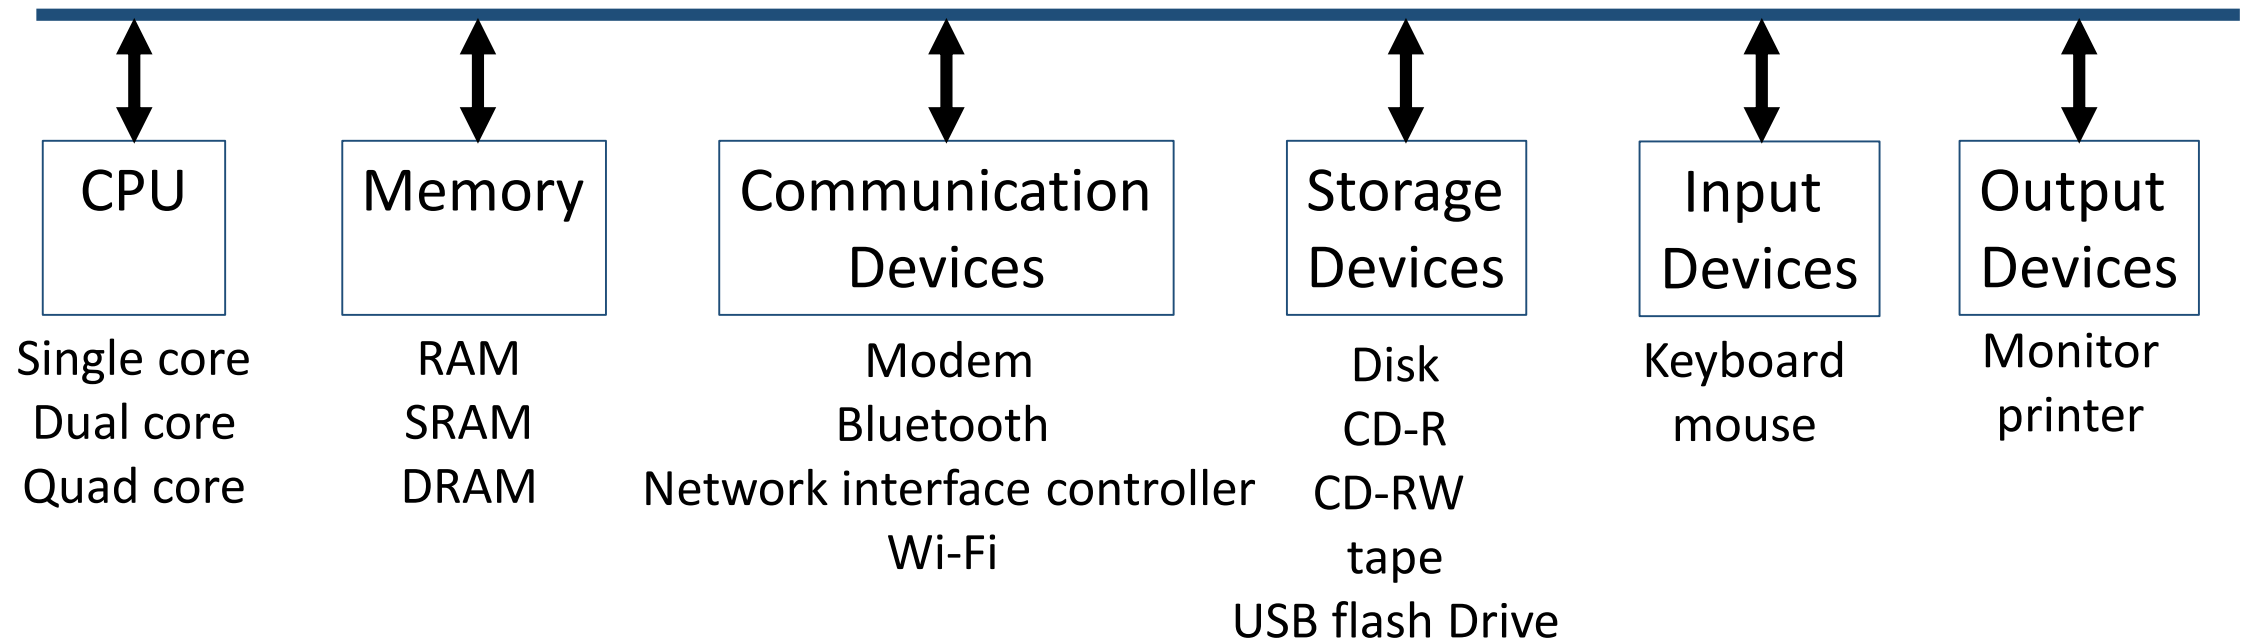 CPU
Single core
Dual core
Quad core
Memory
RAM
SRAM
DRAM
Communication
Devices
Modem
Bluetooth
Network interface controller
Wi-Fi
Storage
Devices
Disk
CD-R
CD-RW
tape
USB flash Drive
Input
Devices
Keyboard
mouse
Output
Devices
Monitor
printer